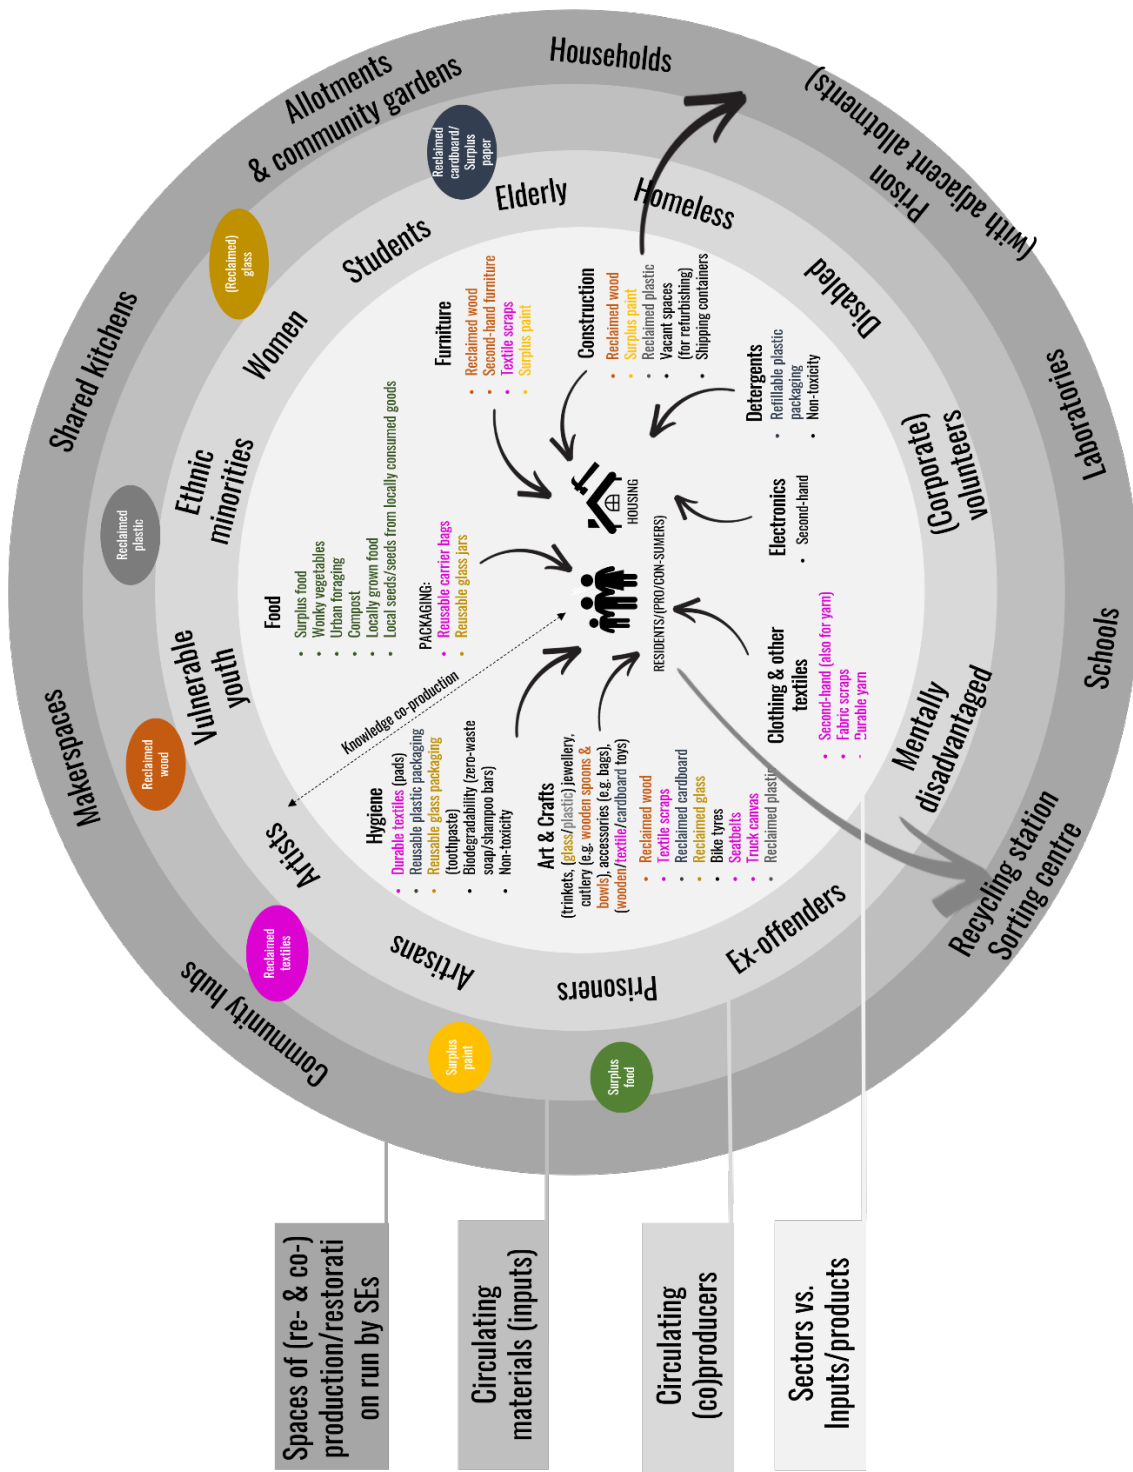 Spaces of (re- & co-)
production/restorati
on run by SEs
Circulating
materials (inputs)
Circulating
(co)producers
Sectors vs.
Inputs/products
Community hubs
Makerspaces
Shared kitchens
Allotments
& community gardens
Households
Prison
(with adjacent allotments)
Laboratories
Schools
Recycling station
Sorting centre
Surplus
food
Surplus
paint
Reclaimed
textiles
Reclaimed
wood
Reclaimed
plastic
(Reclaimed)
glass
Reclaimed
cardboard/
Surplus
paper
Prisoners
Artisans
Artists
Vulnerable
youth
Ethnic
minorities
Women
Students
Elderly
Homeless
Disabled
(Corporate)
volunteers
Mentally
disadvantaged
Ex-offenders
Knowledge co-production
Hygiene
• Durable textiles (pads)
• Reusable plastic packaging
• Reusable glass packaging
(toothpaste)
• Biodegradability (zero-waste
soap/shampoo bars)
• Non-toxicity
Food
• Surplus food
• Wonky vegetables
• Urban foraging
• Compost
• Locally grown food
• Local seeds/seeds from locally consumed goods
PACKAGING:
• Reusable carrier bags
• Reusable glass jars
Furniture
• Reclaimed wood
• Second-hand furniture
• Textile scraps
• Surplus paint
Construction
• Reclaimed wood
• Surplus paint
• Reclaimed plastic
• Vacant spaces
(for refurbishing)
• Shipping containers
Art & Crafts
(trinkets, (glass/plastic) jewellery,
cutlery (e.g. wooden spoons &
bowls), accessories (e.g. bags),
(wooden/textile/cardboard toys)
• Reclaimed wood
• Textile scraps
• Reclaimed cardboard
• Reclaimed glass
• Bike tyres
• Seatbelts
• Truck canvas
• Reclaimed plastic
RESIDENTS/(PRO/CON-SUMERS)
HOUSING
Clothing & other
textiles
• Second-hand (also for yarn)
• Fabric scraps
• Durable yarn
Electronics
• Second-hand
Detergents
• Refillable plastic
packaging
• Non-toxicity